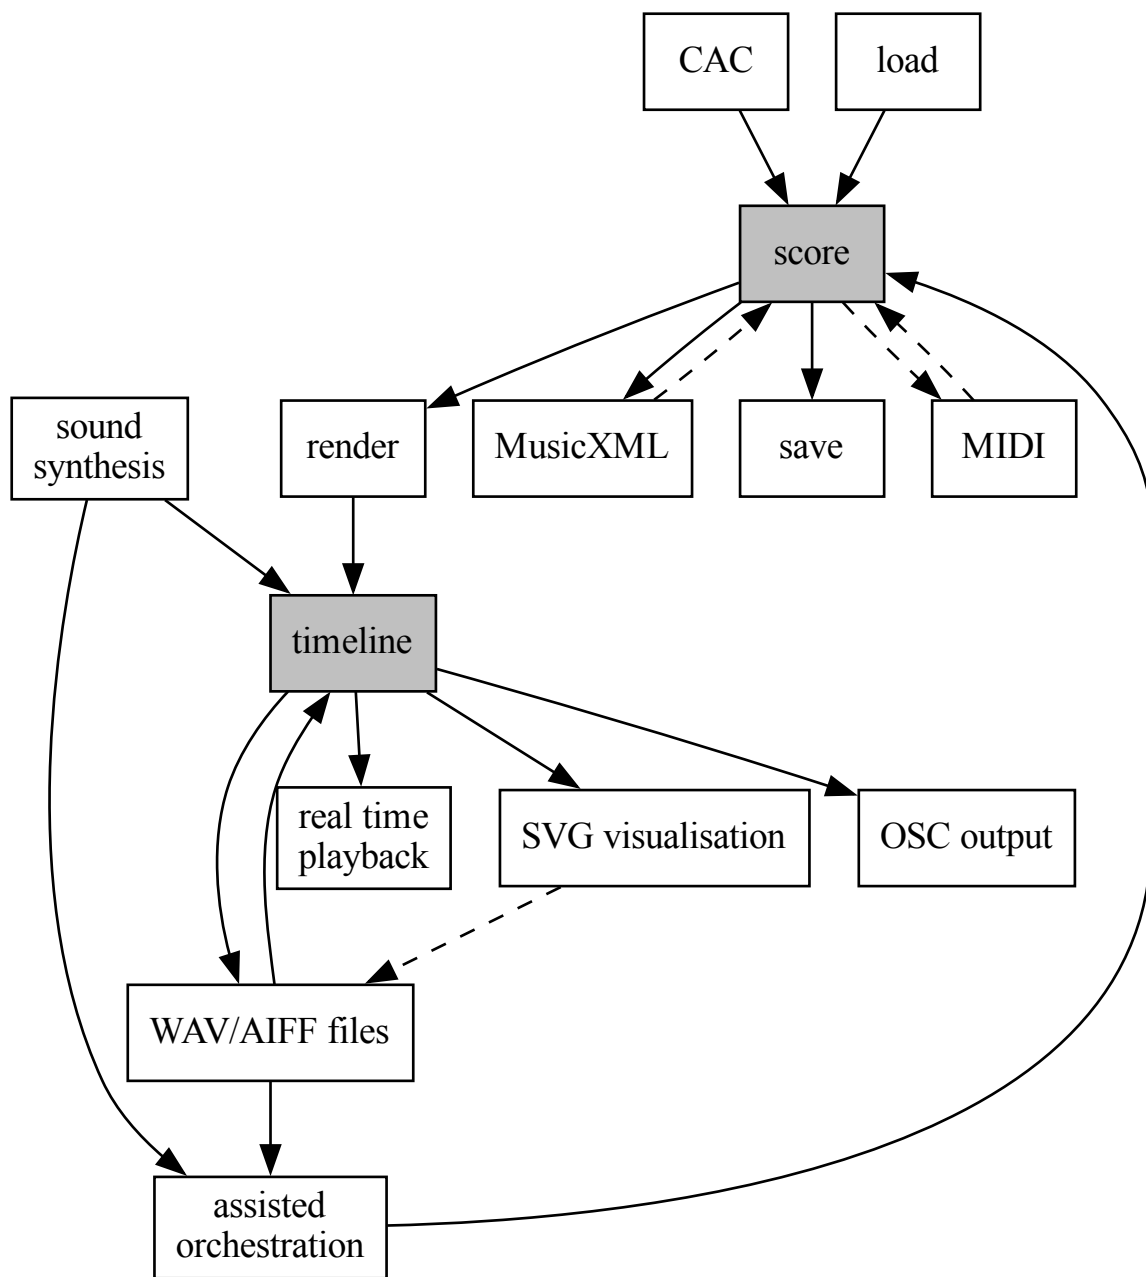 CAC
load
score
sound
synthesis
render
MusicXML
save
MIDI
timeline
real time
playback
SVG visualisation
OSC output
WAV/AIFF files
assisted
orchestration